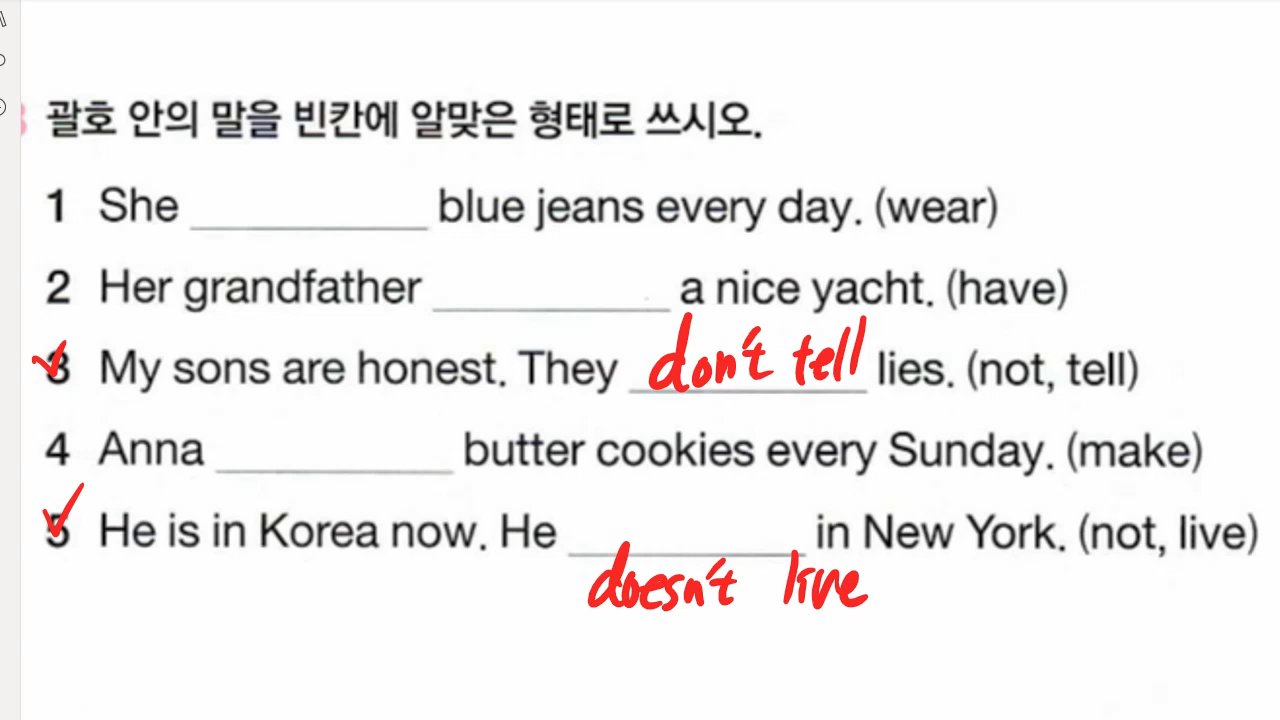 괄호 안의 말을 빈칸에 알맞은 형태로 쓰시오.
1 She ____________ blue jeans every day. (wear)
2 Her grandfather ____________ a nice yacht. (have)
3 My sons are honest. They don't tell lies. (not, tell)
4 Anna ____________ butter cookies every Sunday. (make)
5 He is in Korea now. He ____________ in New York. (not, live)
doesn't live